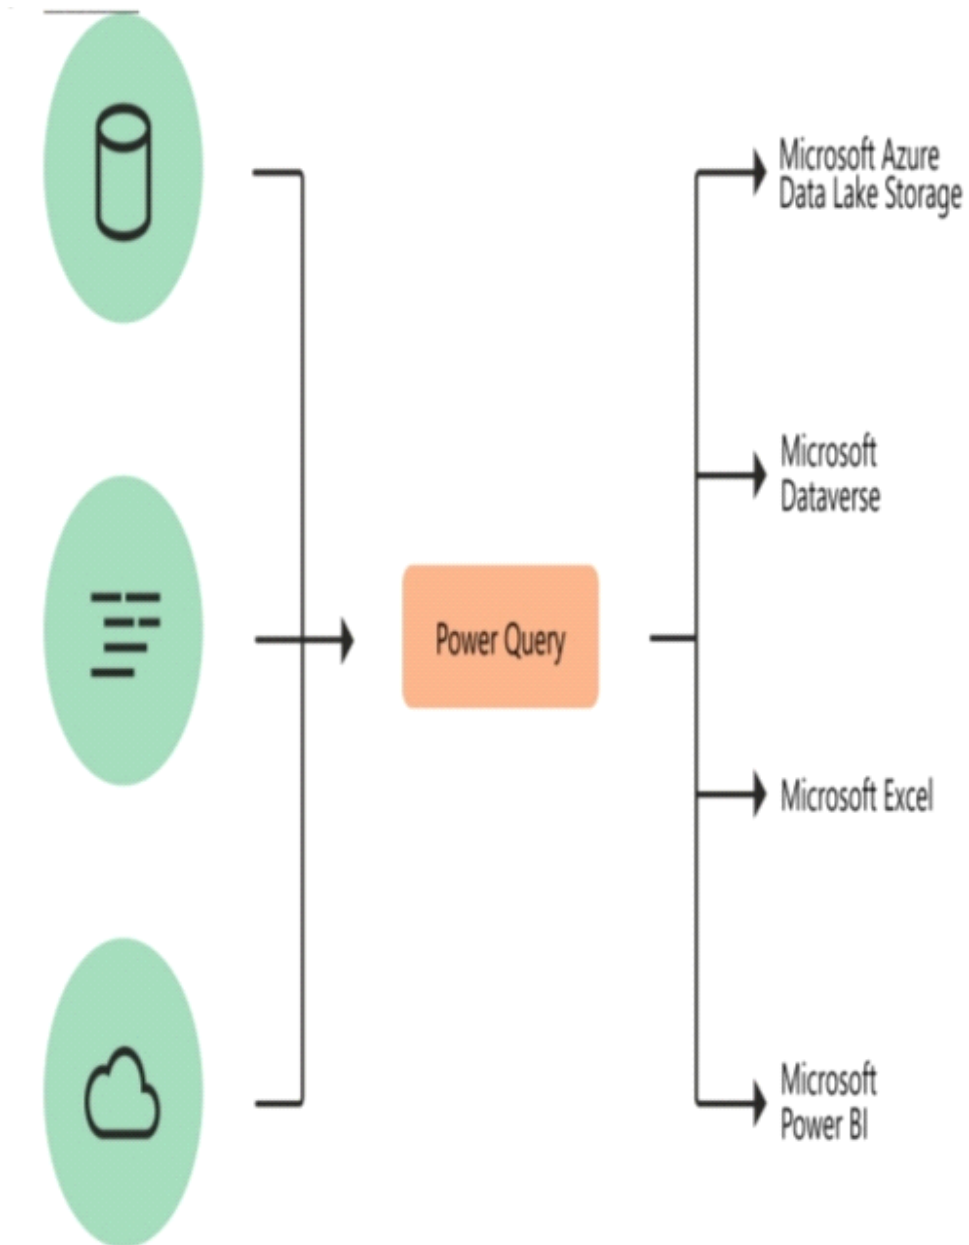 Microsoft Azure
Data Lake Storage
Microsoft
Dataverse
Power Query
Microsoft Excel
Microsoft
Power BI